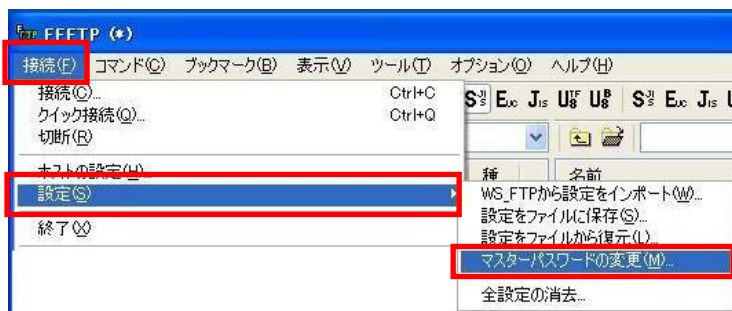 FFFTP (*)
接続(F) コマンド(C) ブックマーク(B) 表示(V) ツール(T) オプション(O) ヘルプ(H)
接続(C)... Ctrl+C
クイック接続(Q)... Ctrl+Q
切断(R)
ホストの設定(H)...
設定(S)
終了(X)
種 名前
WS_FTPから設定をインポート(W)...
設定をファイルに保存(S)...
設定をファイルから復元(L)...
マスターパスワードの変更(M)...
全設定の消去...